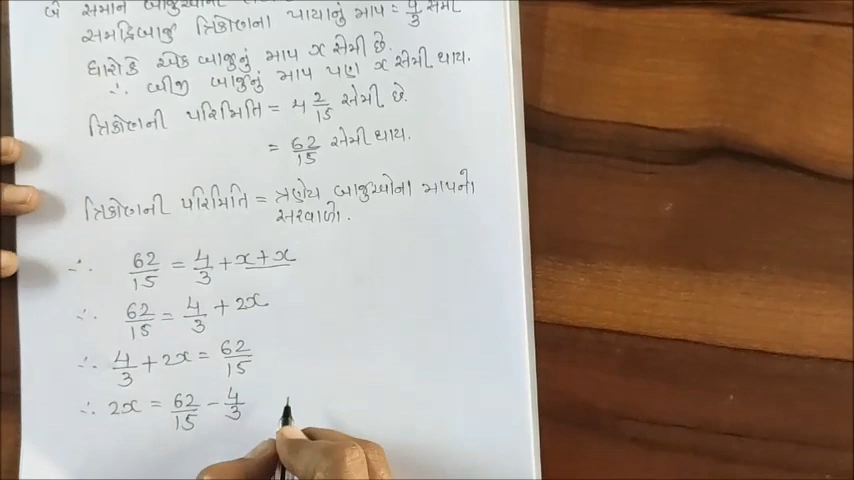 બે સમાન બાજુઓની
સમદ્વિબાજુ ત્રિકોણના પાયાનું માપ = 4/3 સેમી
ધારોકે એક બાજુનું માપ x સેમી છે.
∴ બીજી બાજુનું માપ પણ x સેમી થાય.
ત્રિકોણની પરિમિતિ = 4 2/15 સેમી છે.
= 62/15 સેમી થાય.
ત્રિકોણની પરિમિતિ = ત્રણેય બાજુઓના માપનો
સરવાળો.
∴ 62/15 = 4/3 + x + x
∴ 62/15 = 4/3 + 2x
∴ 4/3 + 2x = 62/15
∴ 2x = 62/15 - 4/3